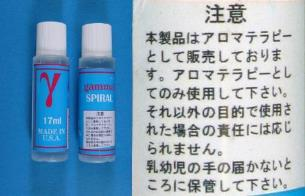 γ
17ml
MADE IN
U.S.A.
gamma
SPIRAL
注意
注意
本製品はアロマテラピー
として販売しておりま
す。アロマテラピーとし
てのみ使用して下さい。
それ以外の目的で使用さ
れた場合の責任には応じ
られません。
乳幼児の手の届かないと
ころに保管して下さい。